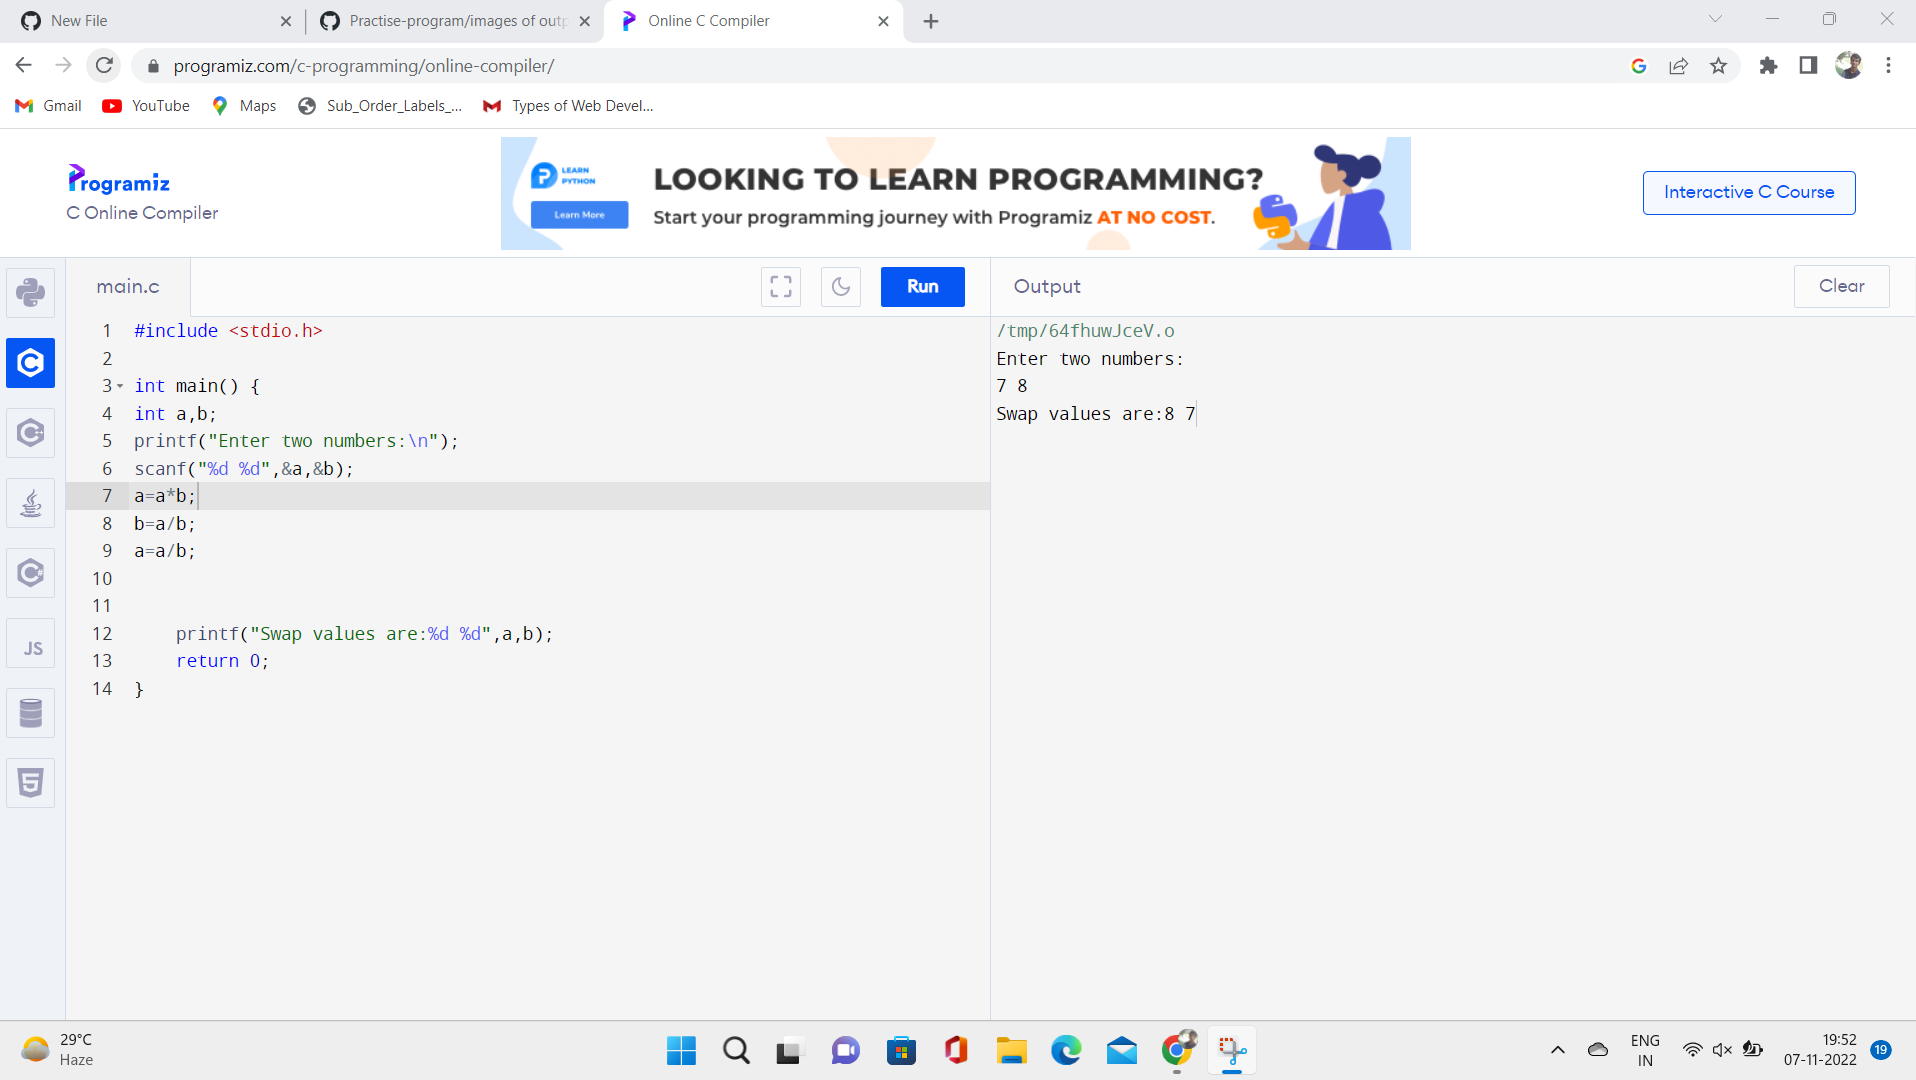 New File
Practise-program/images of outp
Online C Compiler
programiz.com/c-programming/online-compiler/
Gmail
YouTube
Maps
Sub_Order_Labels_...
Types of Web Devel...
Programiz
C Online Compiler
LEARN
PYTHON
Learn More
LOOKING TO LEARN PROGRAMMING?
Start your programming journey with Programiz AT NO COST.
Interactive C Course
main.c
Run
Output
Clear
1 #include <stdio.h>
2
3 int main() {
4 int a,b;
5 printf("Enter two numbers:\n");
6 scanf("%d %d",&a,&b);
7 a=a*b;
8 b=a/b;
9 a=a/b;
10
11
12     printf("Swap values are:%d %d",a,b);
13     return 0;
14 }
/tmp/64fhuwJceV.o
Enter two numbers:
7 8
Swap values are:8 7
JS
29°C
Haze
ENG
IN
19:52
07-11-2022
19